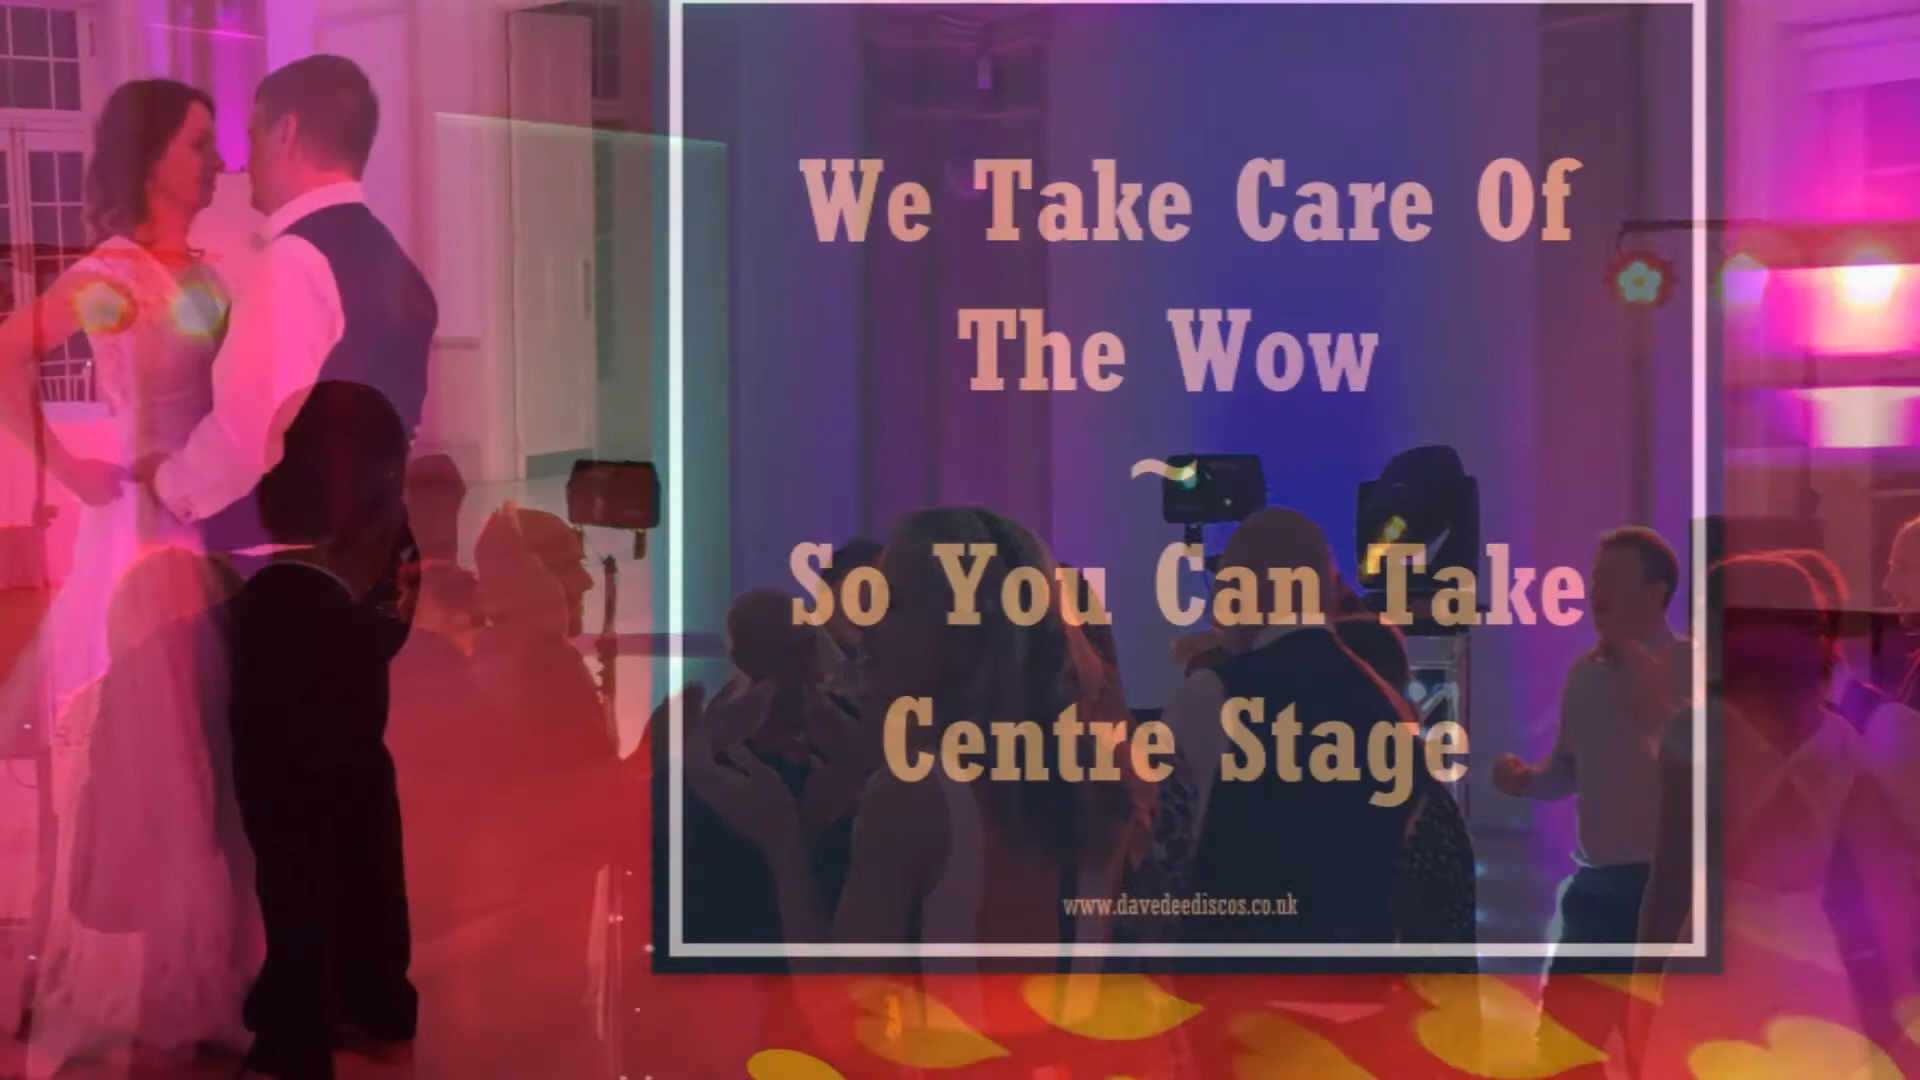 We Take Care Of
The Wow
~
So You Can Take
Centre Stage
www.davedeediscos.co.uk